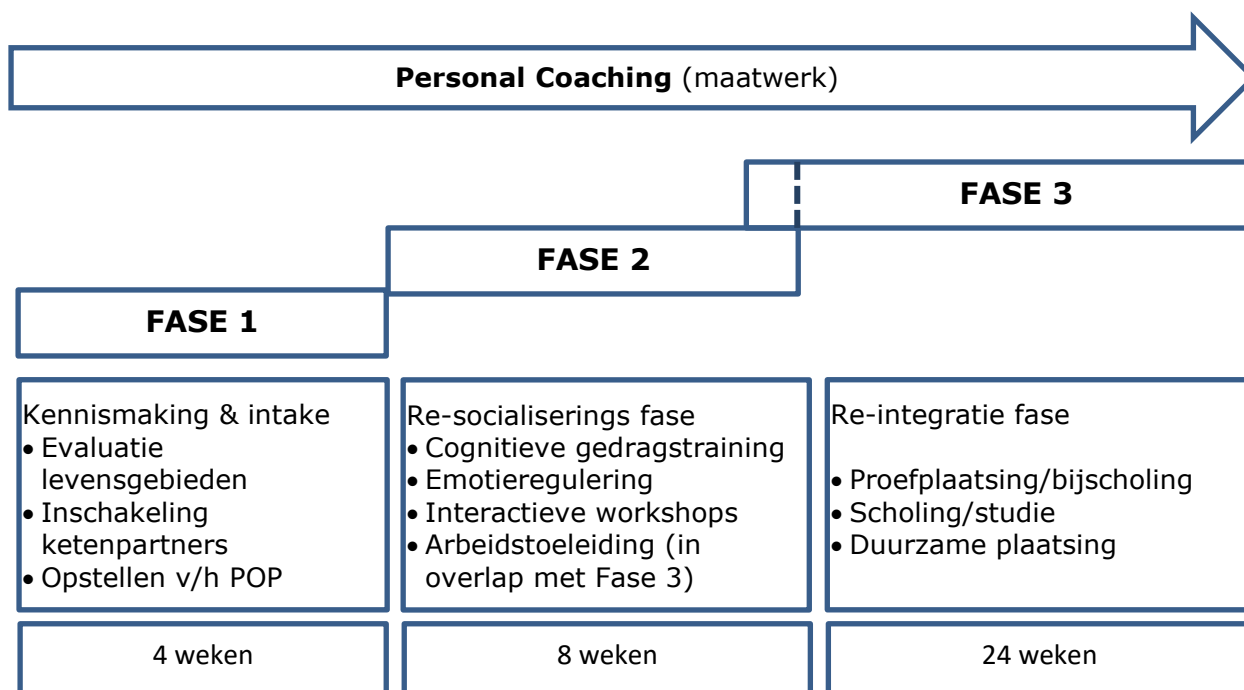 Personal Coaching (maatwerk)
FASE 3
FASE 2
FASE 1
Kennismaking & intake
• Evaluatie
levensgebieden
• Inschakeling
ketenpartners
• Opstellen v/h POP
Re-socialiserings fase
• Cognitieve gedragstraining
• Emotieregulering
• Interactieve workshops
• Arbeidstoeleiding (in
overlap met Fase 3)
Re-integratie fase
• Proefplaatsing/bijscholing
• Scholing/studie
• Duurzame plaatsing
4 weken
8 weken
24 weken